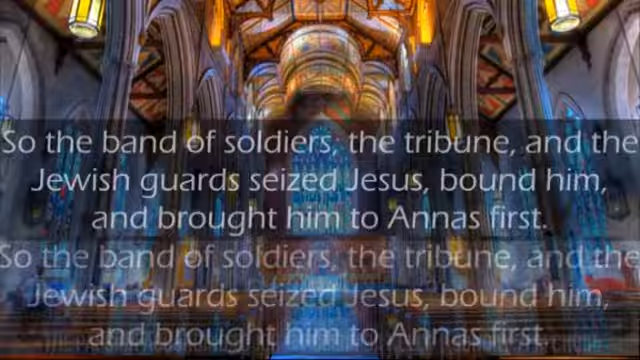 So the band of soldiers, the tribune, and the
Jewish guards seized Jesus, bound him,
and brought him to Annas first.
So the band of soldiers, the tribune, and the
Jewish guards seized Jesus, bound him,
and brought him to Annas first.